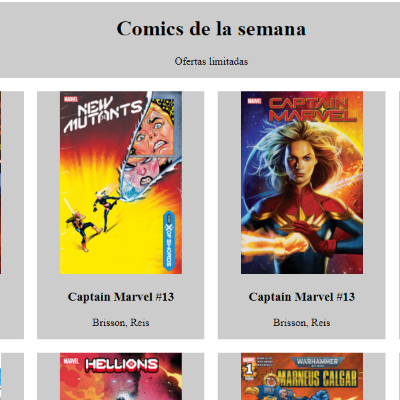 Comics de la semana
Ofertas limitadas
MARVEL
NEW MUTANTS
X OF SWORDS
MARVEL
CAPTAIN MARVEL
Captain Marvel #13
Brisson, Reis
Captain Marvel #13
Brisson, Reis
MARVEL
HELLIONS
MARVEL
1
WARHAMMER
MARNEUS CALGAR